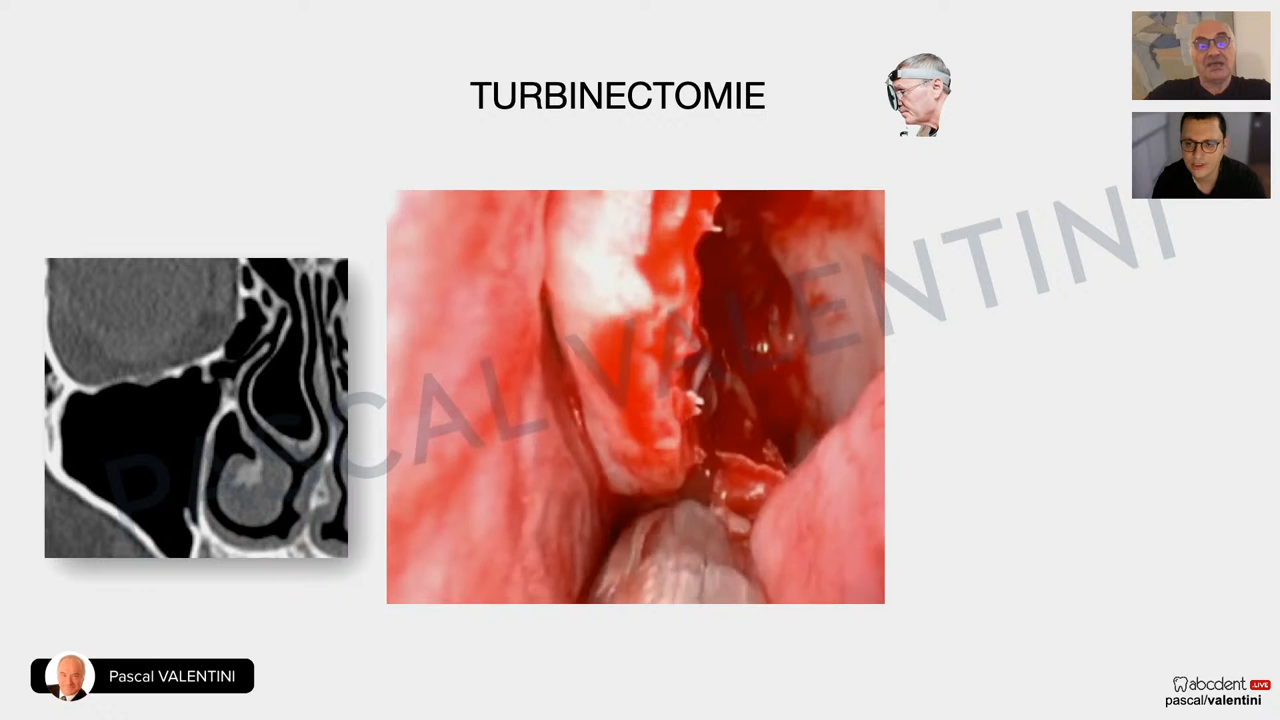 TURBINECTOMIE
PASCAL VALENTINI
Pascal VALENTINI
abcdent LIVE
pascal/valentini